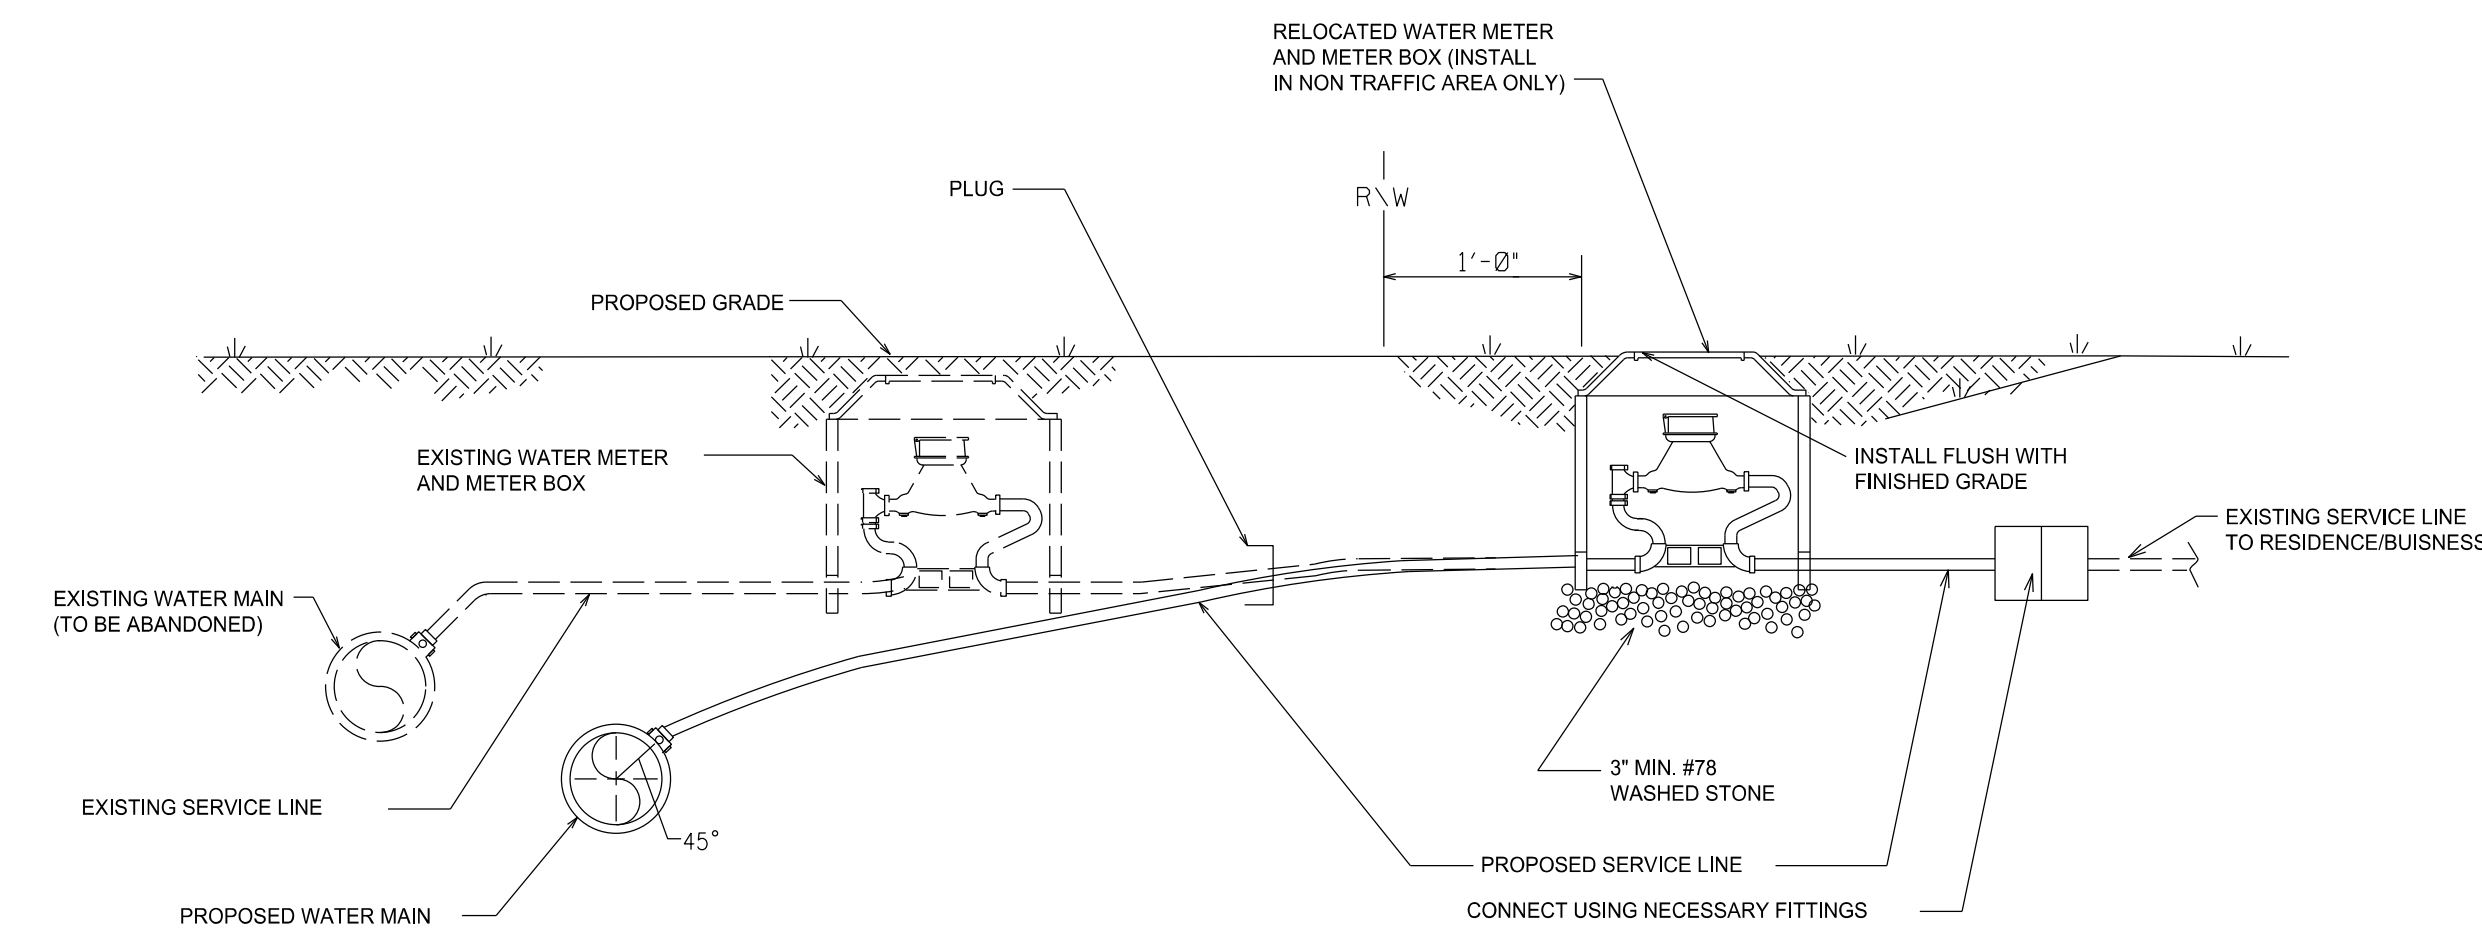 RELOCATED WATER METER
AND METER BOX (INSTALL
IN NON TRAFFIC AREA ONLY)
PLUG
R\W
1'-0"
PROPOSED GRADE
EXISTING WATER METER
AND METER BOX
INSTALL FLUSH WITH
FINISHED GRADE
EXISTING SERVICE LINE
TO RESIDENCE/BUISNESS
EXISTING WATER MAIN
(TO BE ABANDONED)
3" MIN. #78
WASHED STONE
EXISTING SERVICE LINE
45°
PROPOSED SERVICE LINE
PROPOSED WATER MAIN
CONNECT USING NECESSARY FITTINGS